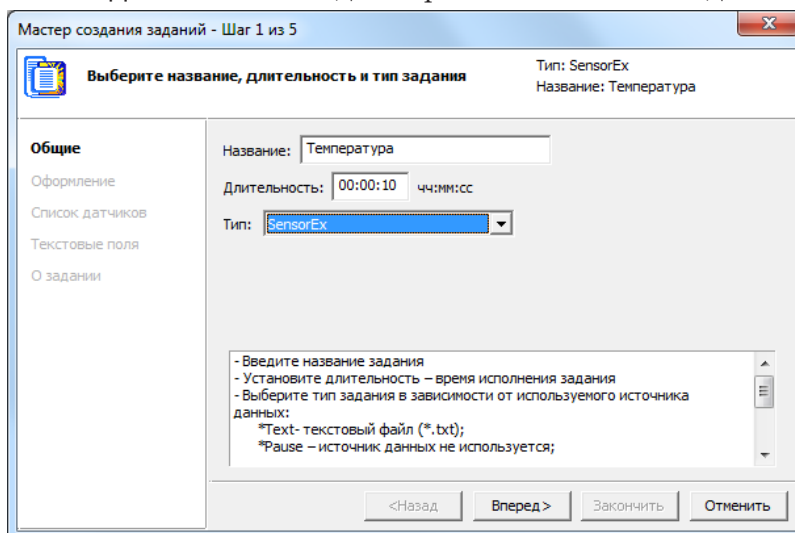 Мастер создания заданий - Шаг 1 из 5
Выберите название, длительность и тип задания
Тип: SensorEx
Название: Температура
Общие
Оформление
Список датчиков
Текстовые поля
О задании
Название: Температура
Длительность: 00:00:10 чч:мм:сс
Тип: SensorEx
- Введите название задания
- Установите длительность – время исполнения задания
- Выберите тип задания в зависимости от используемого источника
данных:
*Text- текстовый файл (*.txt);
*Pause – источник данных не используется;
<Назад Вперед> Закончить Отменить